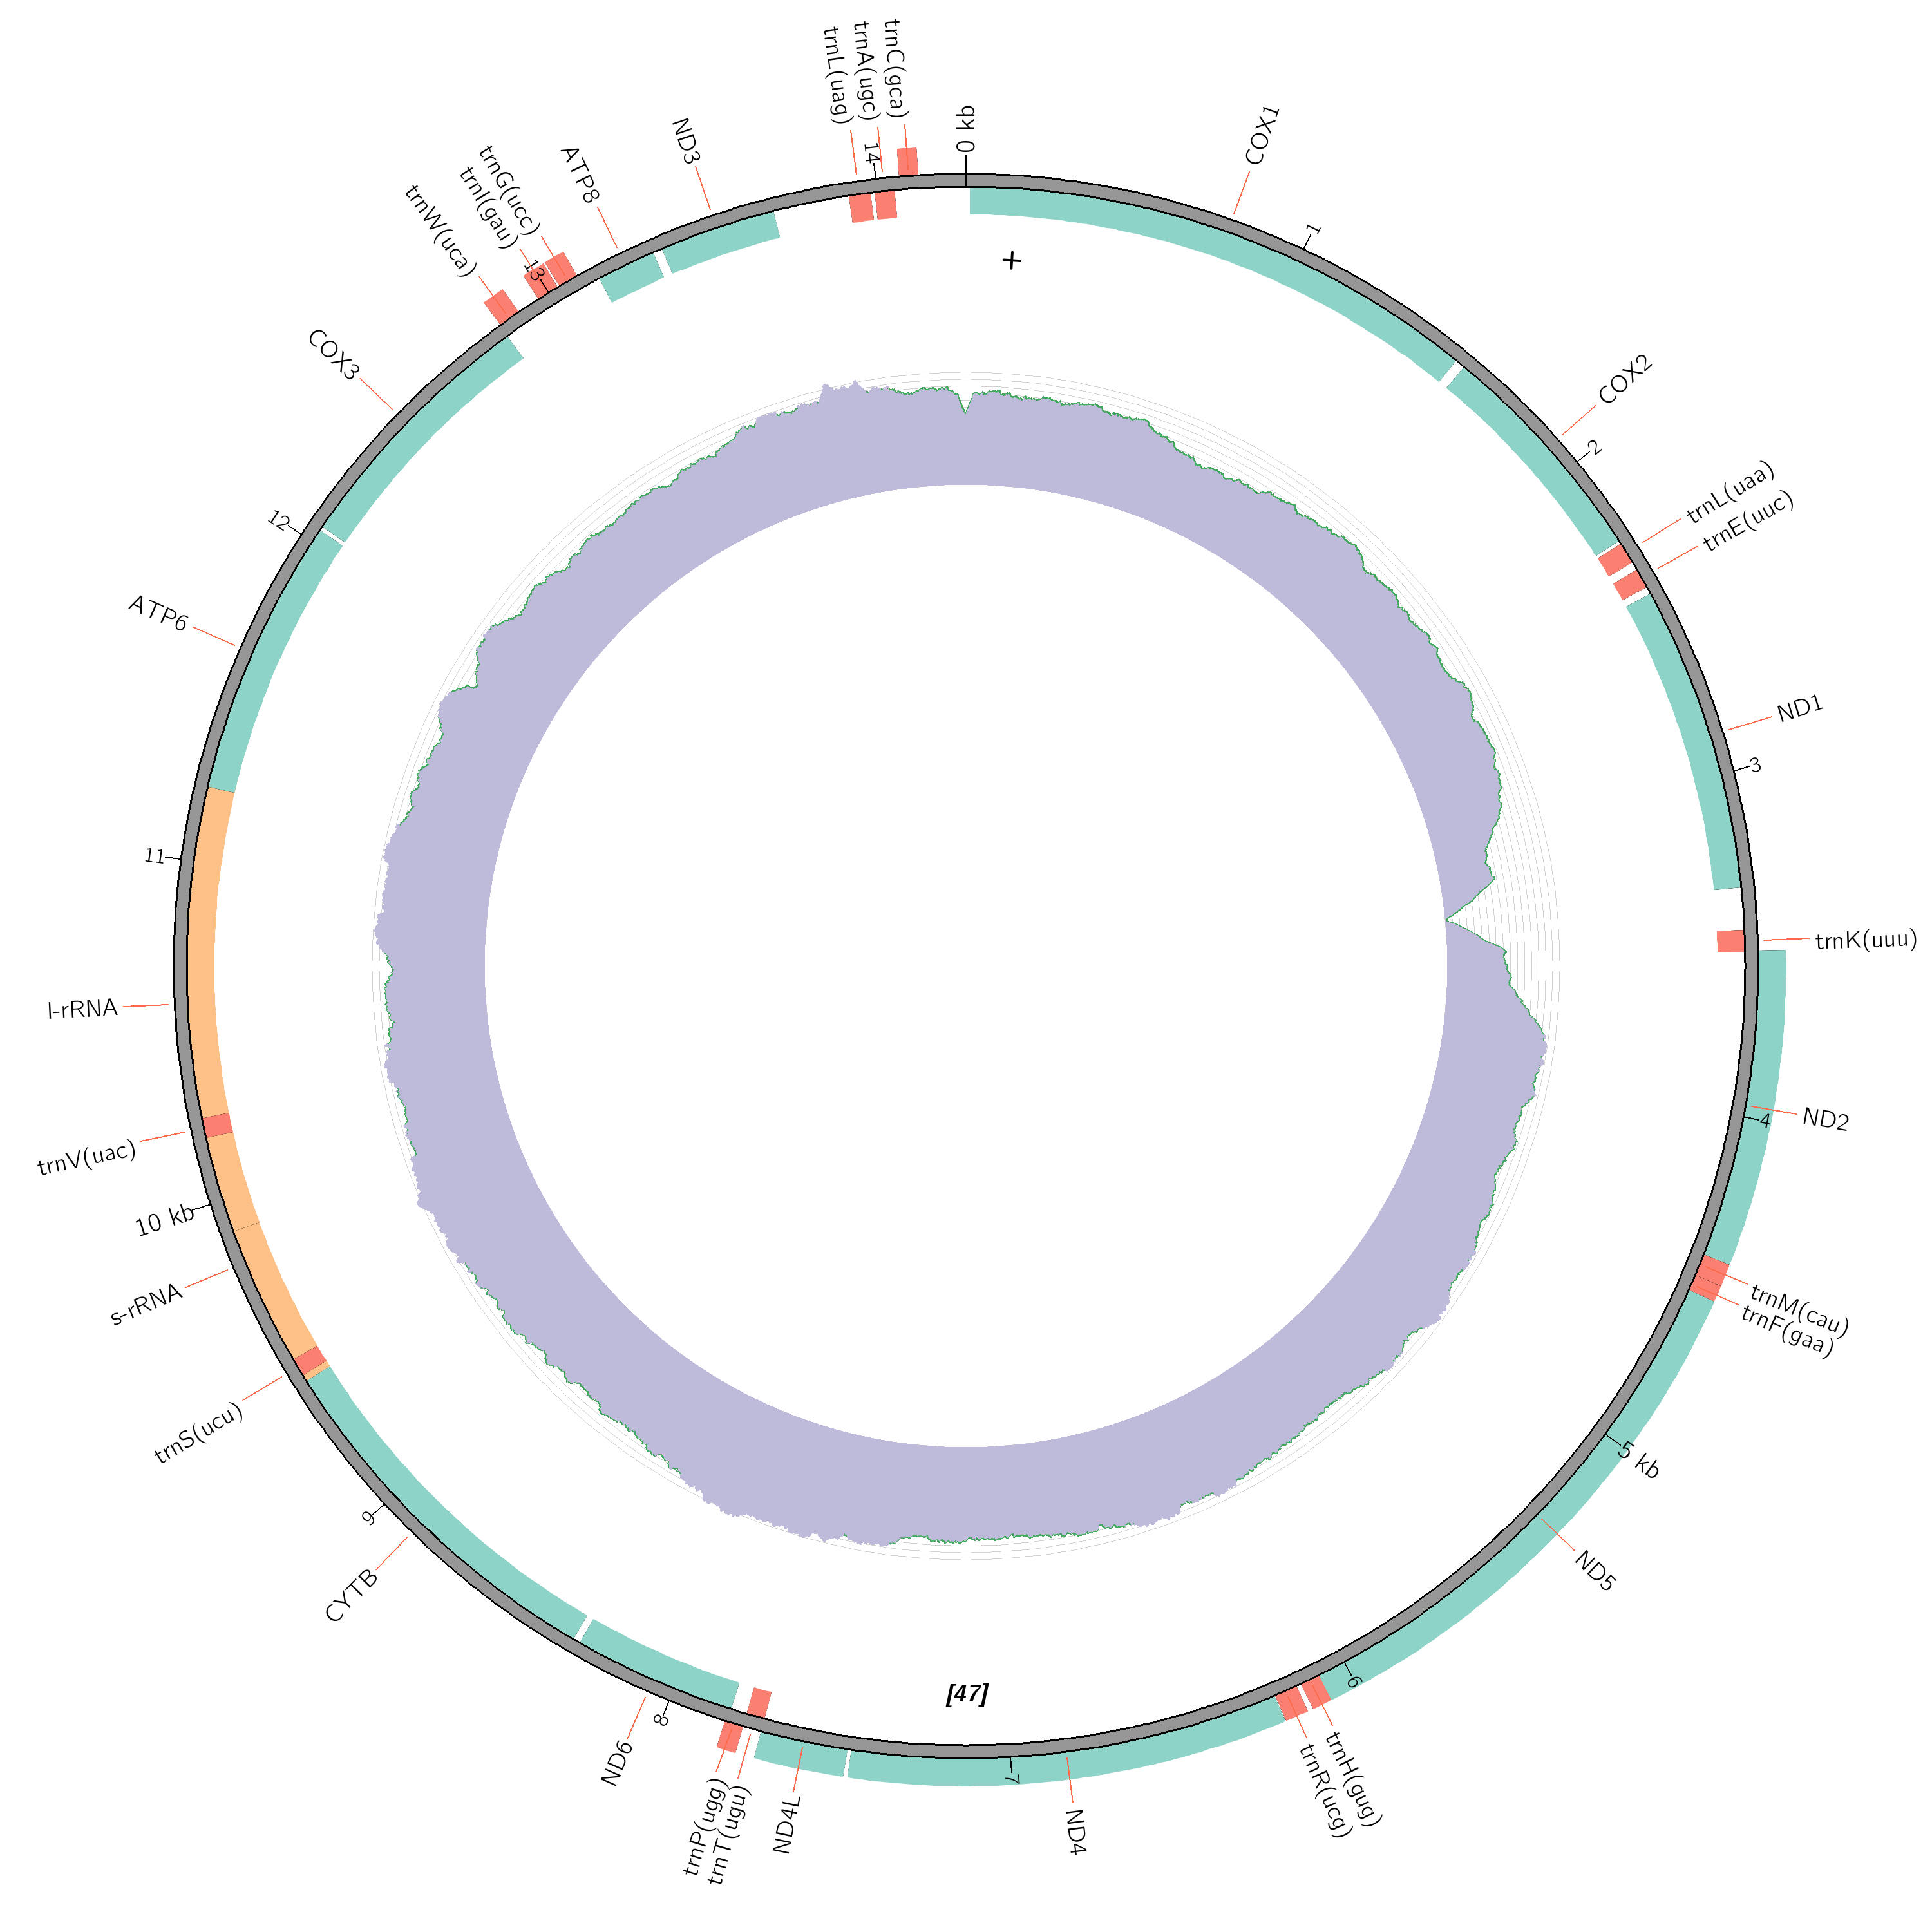 0 kb
COX1
1
COX2
2
trnL(uaa)
trnE(uuc)
ND1
3
trnK(uuu)
ND2
4
trnM(cau)
trnF(gaa)
5 kb
ND5
6
trnH(gug)
trnR(ucg)
ND4
7
ND4L
trnT(ugu)
trnP(ugg)
8
ND6
CYTB
9
trnS(ucu)
s-rRNA
10 kb
trnV(uac)
l-rRNA
11
ATP6
12
COX3
trnW(uca)
13
trnI(gau)
trnG(ucc)
ATP8
ND3
trnL(uag)
14
trnA(ugc)
trnC(gca)
+
[47]